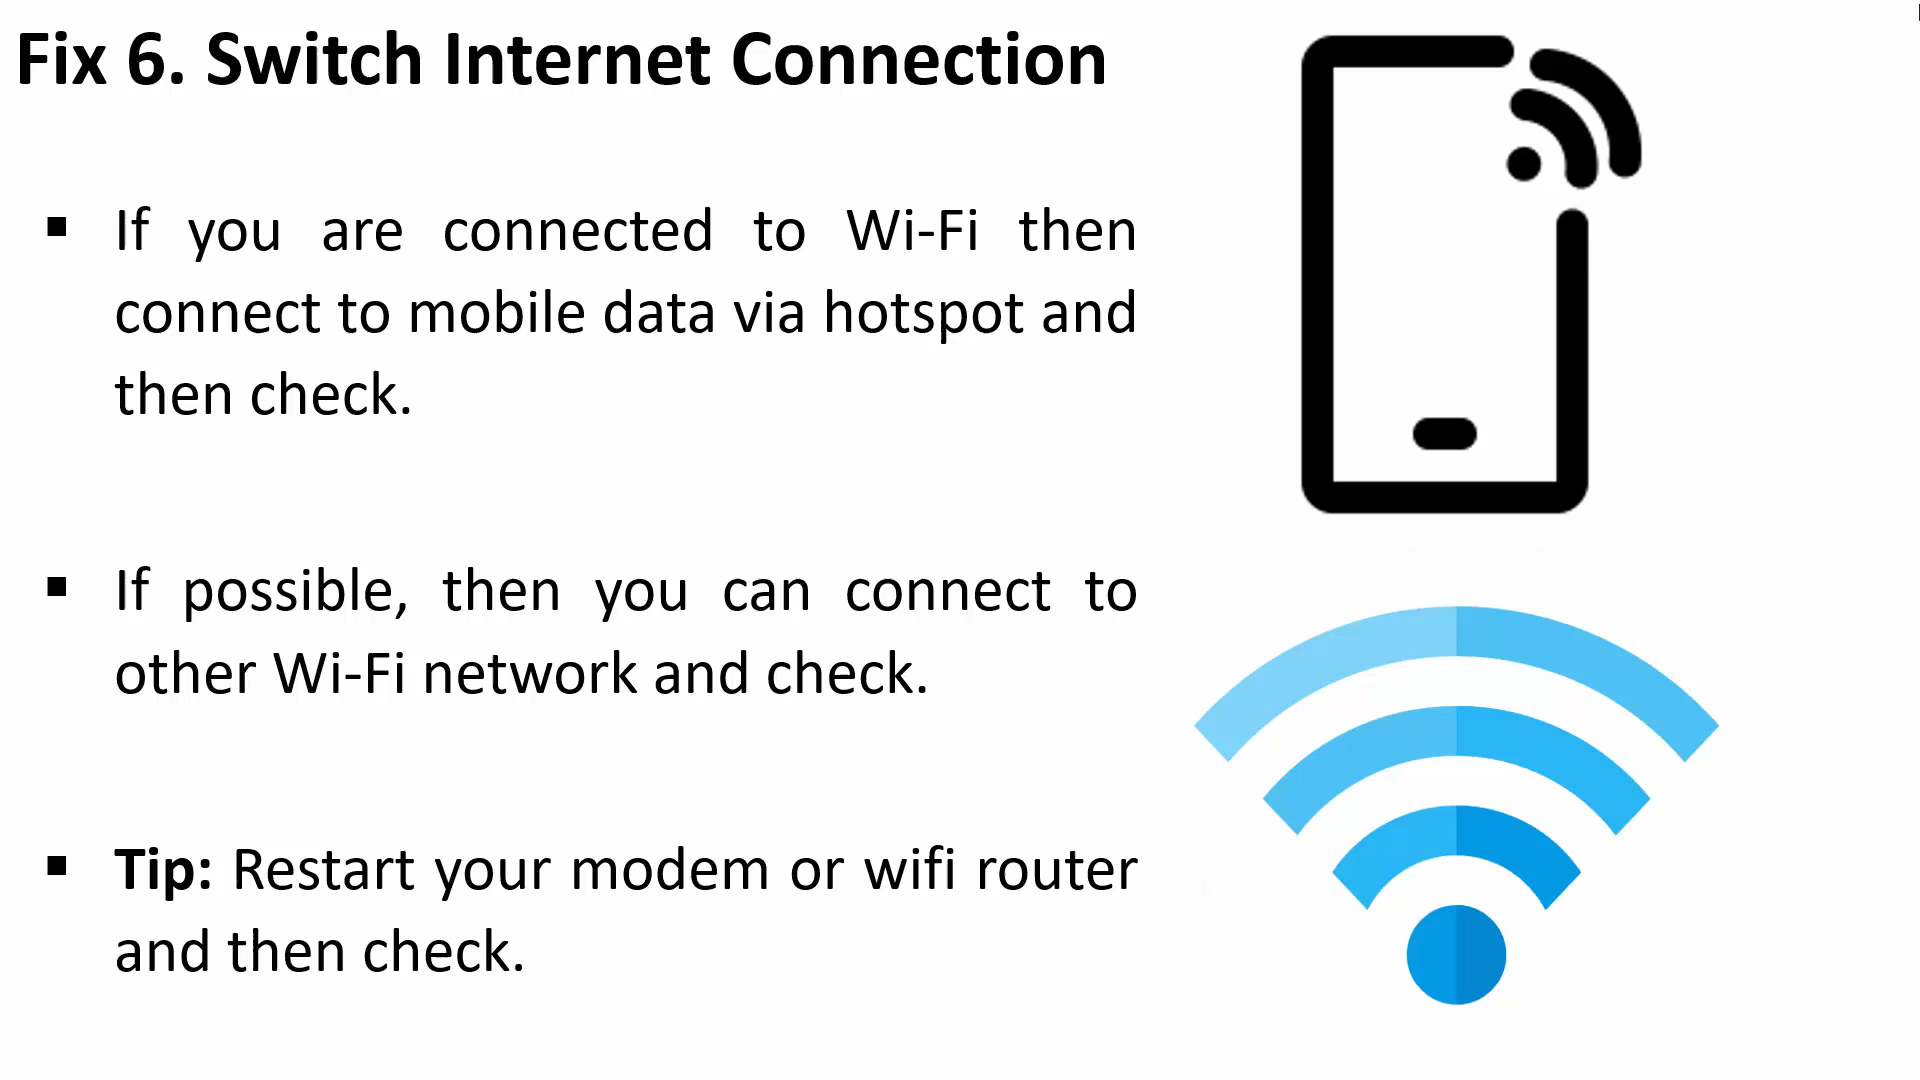 Fix 6. Switch Internet Connection
▪ If you are connected to Wi-Fi then
connect to mobile data via hotspot and
then check.
▪ If possible, then you can connect to
other Wi-Fi network and check.
▪ Tip: Restart your modem or wifi router
and then check.